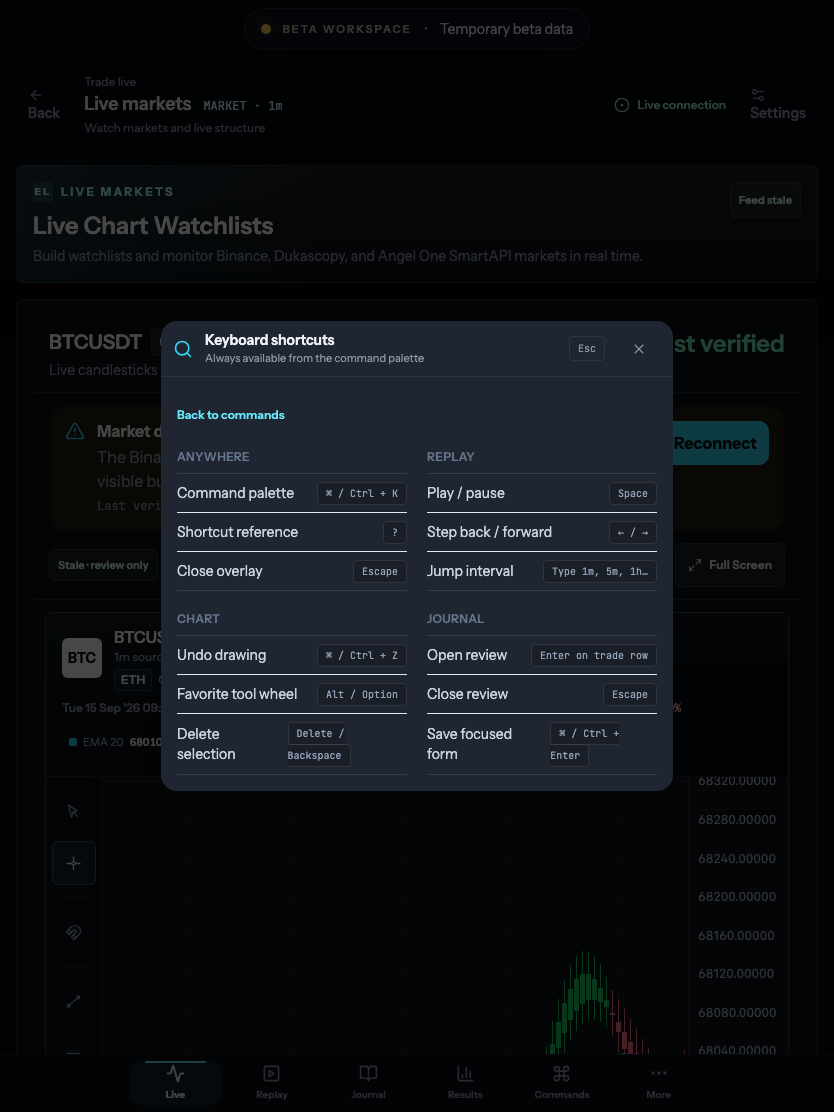 BETA WORKSPACE · Temporary beta data
Trade live
Back
Live markets MARKET · 1m
Watch markets and live structure
Live connection
Settings
EL LIVE MARKETS
Feed stale
Live Chart Watchlists
Build watchlists and monitor Binance, Dukascopy, and Angel One SmartAPI markets in real time.
BTCUSDT
st verified
Live candlesticks
Market d
The Bina
visible bu
Last veri
Reconnect
Stale · review only
Full Screen
Keyboard shortcuts
Always available from the command palette
Esc
Back to commands
ANYWHERE
Command palette ⌘ / Ctrl + K
Shortcut reference ?
Close overlay Escape
REPLAY
Play / pause Space
Step back / forward ← / →
Jump interval Type 1m, 5m, 1h…
CHART
Undo drawing ⌘ / Ctrl + Z
Favorite tool wheel Alt / Option
Delete selection Delete / Backspace
JOURNAL
Open review Enter on trade row
Close review Escape
Save focused form ⌘ / Ctrl + Enter
BTC
BTCUS
1m sourc
ETH
Tue 15 Sep '26 09:
%
EMA 20 68010
68320.00000
68280.00000
68240.00000
68200.00000
68160.00000
68120.00000
68080.00000
68040.00000
Live
Replay
Journal
Results
Commands
More